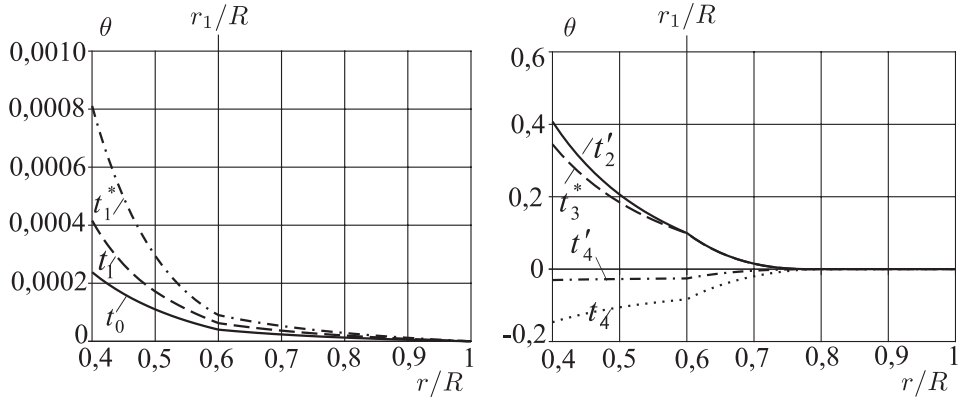 r₁/R
θ
0,0010
0,0008
0,0006
0,0004
0,0002
0
t₁*
t₁
t₀
0,4 0,5 0,6 0,7 0,8 0,9 1
r/R
r₁/R
θ
0,6
0,4
0,2
0
-0,2
t₂′
t₃*
t₄′
t₄
0,4 0,5 0,6 0,7 0,8 0,9 1
r/R